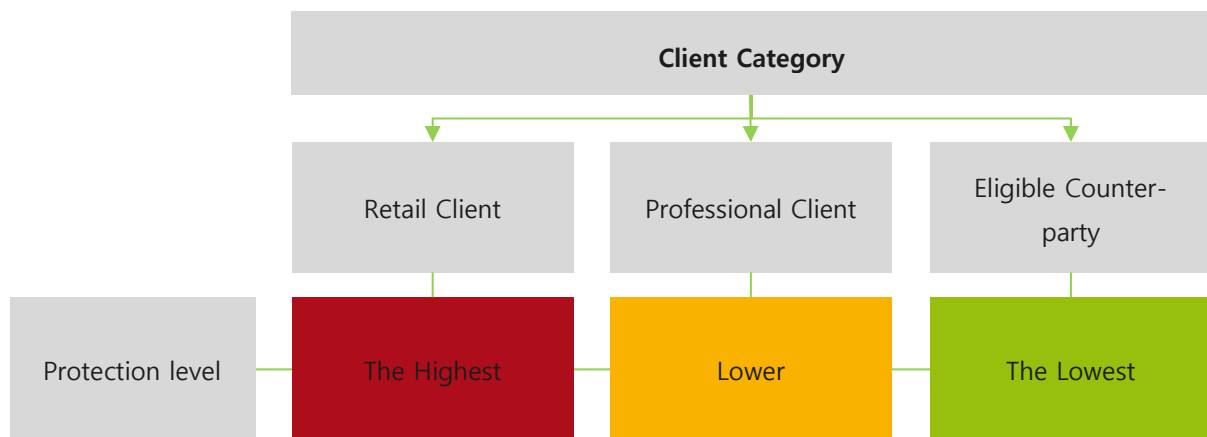 Client Category
Retail Client
Professional Client
Eligible Counter-
party
Protection level
The Highest
Lower
The Lowest